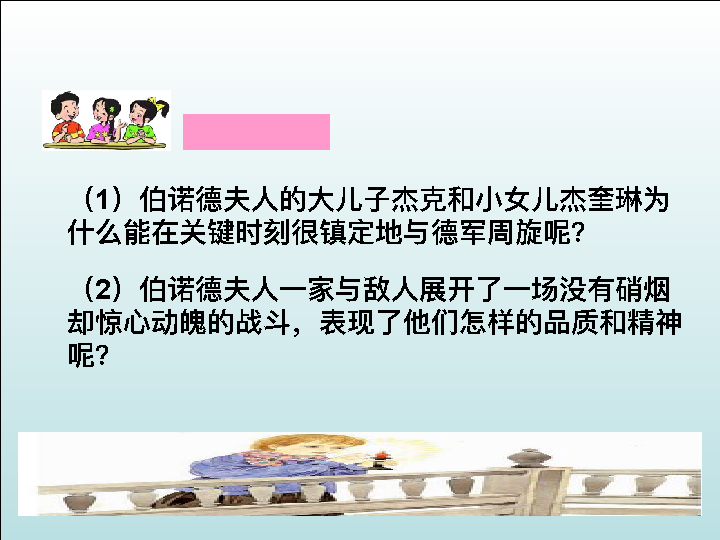 （1）伯诺德夫人的大儿子杰克和小女儿杰奎琳为
什么能在关键时刻很镇定地与德军周旋呢？
（2）伯诺德夫人一家与敌人展开了一场没有硝烟
却惊心动魄的战斗，表现了他们怎样的品质和精神
呢？